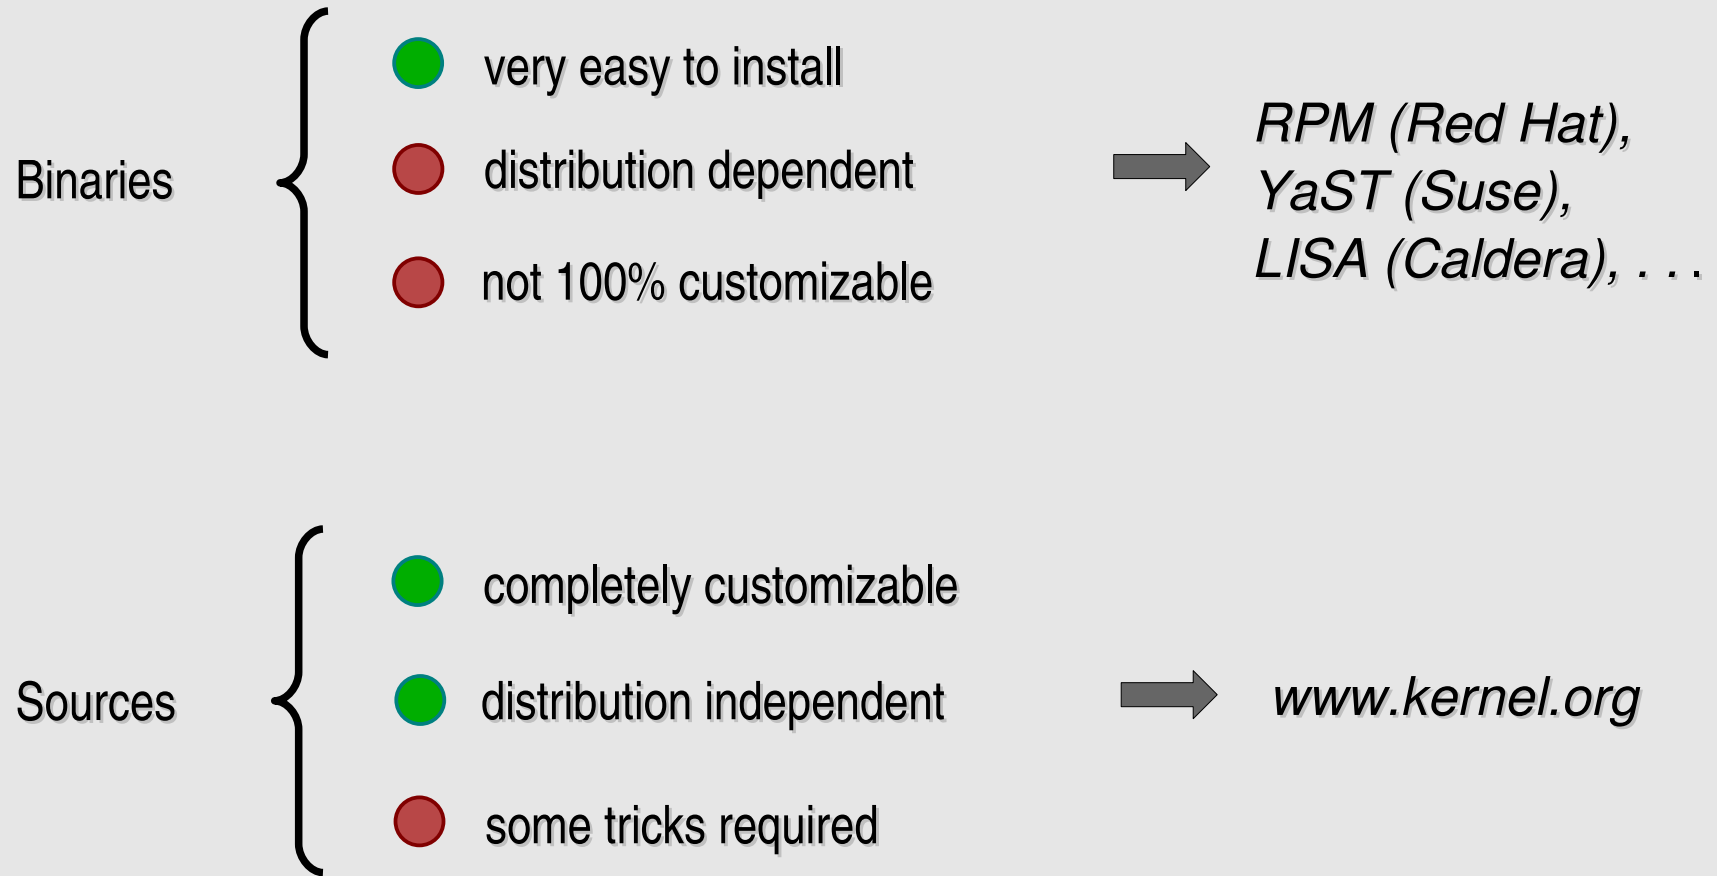 Binaries
very easy to install
distribution dependent
not 100% customizable
RPM (Red Hat),
YaST (Suse),
LISA (Caldera), . . .
Sources
completely customizable
distribution independent
some tricks required
www.kernel.org